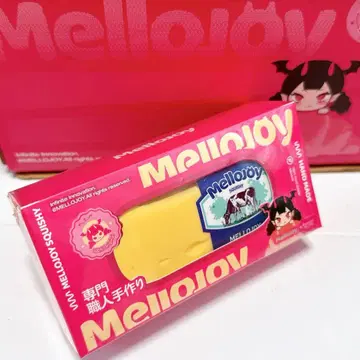 MelloJoy
MelloJoy
infinite innovation.
©MELLOJOY.All rights reserved
HAND MADE
MelloJoy
MELLOJOY
MELLOJOY SQUISHY
専門
職人手作り
MelloJoy